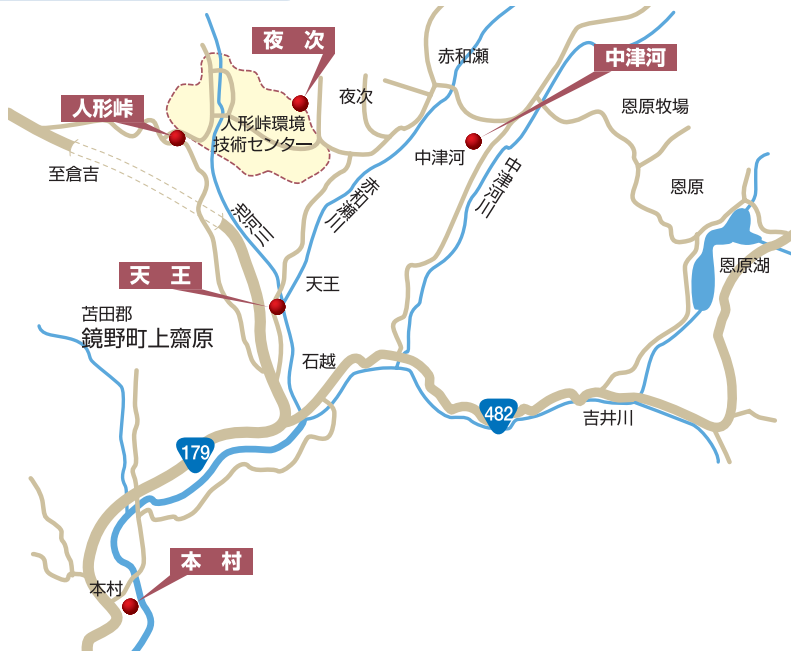 夜 次
赤和瀬
中津河
人形峠
夜次
恩原牧場
人形峠環境
技術センター
中津河
至倉吉
恩原
赤和瀬川
中津河川
池河川
恩原湖
天 王
天王
苫田郡
鏡野町上齋原
石越
482
吉井川
179
本 村
本村